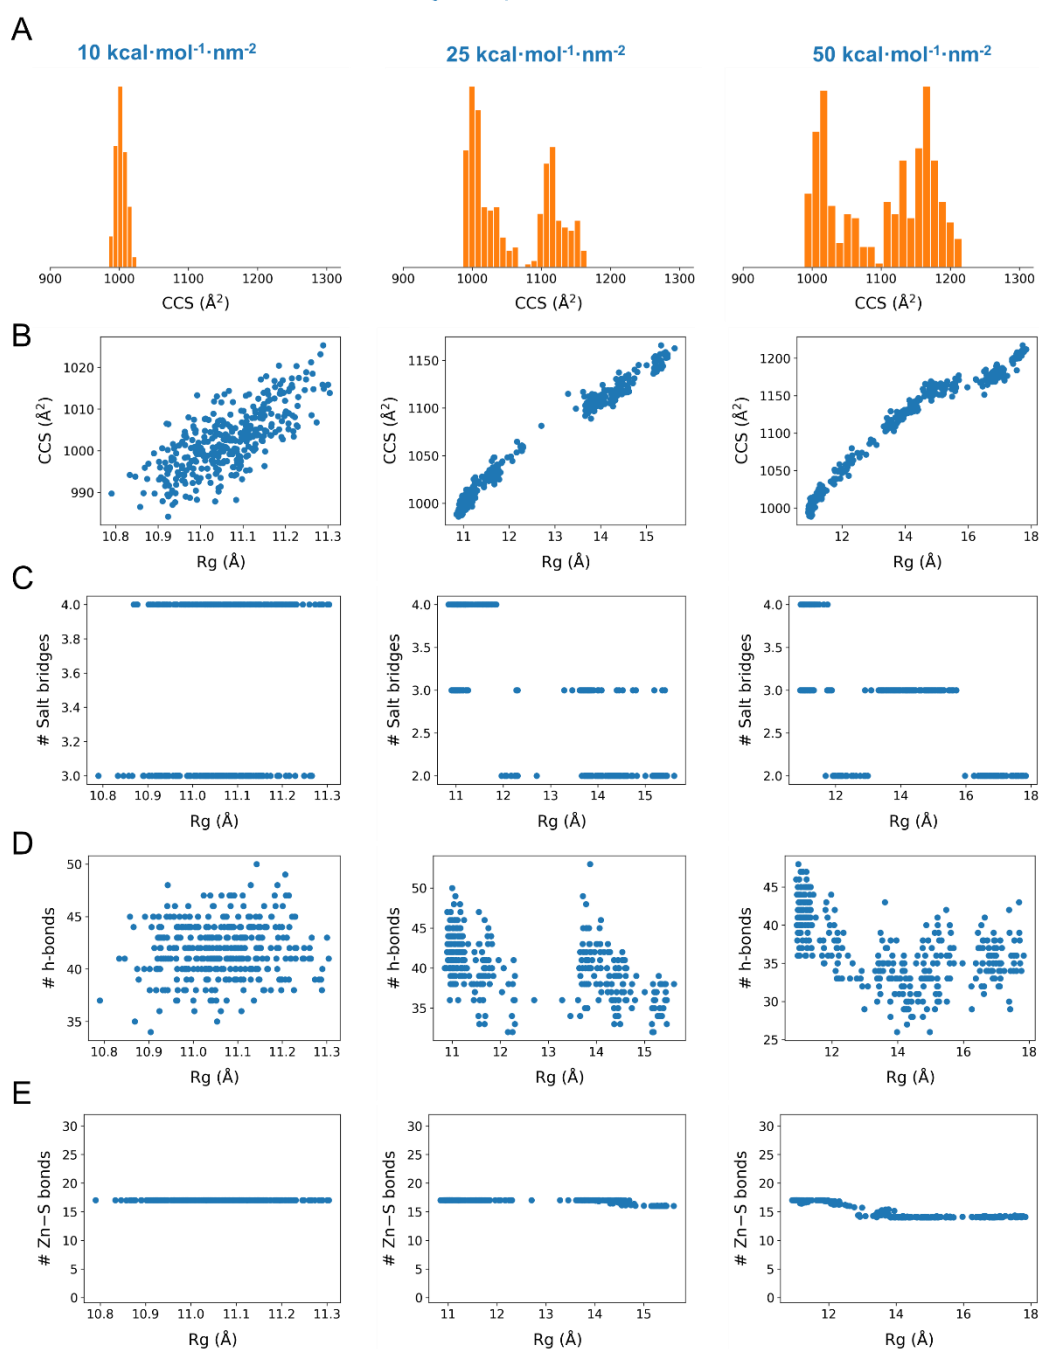 A
10 kcal·mol⁻¹·nm⁻² 25 kcal·mol⁻¹·nm⁻² 50 kcal·mol⁻¹·nm⁻²
900 1000 1100 1200 1300 900 1000 1100 1200 1300 900 1000 1100 1200 1300
CCS (Å²) CCS (Å²) CCS (Å²)
B
CCS (Å²)
1020
1010
1000
990
10.8 10.9 11.0 11.1 11.2 11.3
Rg (Å)
CCS (Å²)
1150
1100
1050
1000
11 12 13 14 15
Rg (Å)
CCS (Å²)
1200
1150
1100
1050
1000
12 14 16 18
Rg (Å)
C
# Salt bridges
4.0
3.8
3.6
3.4
3.2
3.0
10.8 10.9 11.0 11.1 11.2 11.3
Rg (Å)
# Salt bridges
4.0
3.5
3.0
2.5
2.0
11 12 13 14 15
Rg (Å)
# Salt bridges
4.0
3.5
3.0
2.5
2.0
12 14 16 18
Rg (Å)
D
# h-bonds
50
45
40
35
10.8 10.9 11.0 11.1 11.2 11.3
Rg (Å)
# h-bonds
50
45
40
35
11 12 13 14 15
Rg (Å)
# h-bonds
45
40
35
30
25
12 14 16 18
Rg (Å)
E
# Zn−S bonds
30
25
20
15
10
5
0
10.8 10.9 11.0 11.1 11.2 11.3
Rg (Å)
# Zn−S bonds
30
25
20
15
10
5
0
11 12 13 14 15
Rg (Å)
# Zn−S bonds
30
25
20
15
10
5
0
12 14 16 18
Rg (Å)